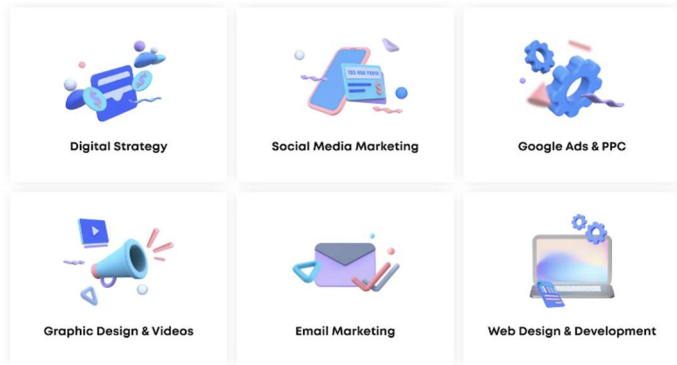 Digital Strategy
Social Media Marketing
Google Ads & PPC
Graphic Design & Videos
Email Marketing
Web Design & Development